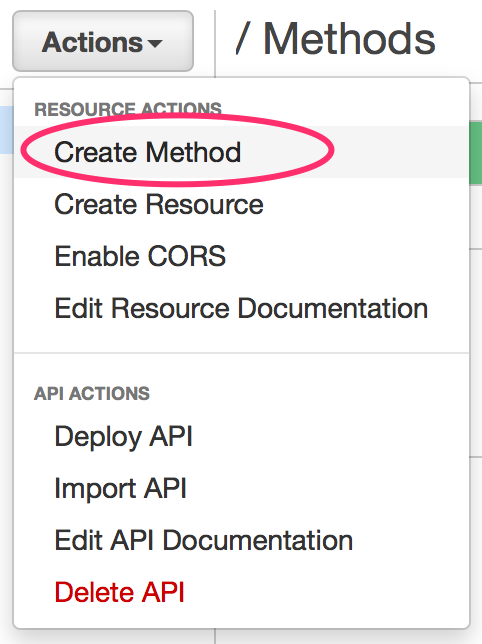 Actions
/ Methods
RESOURCE ACTIONS
Create Method
Create Resource
Enable CORS
Edit Resource Documentation
API ACTIONS
Deploy API
Import API
Edit API Documentation
Delete API